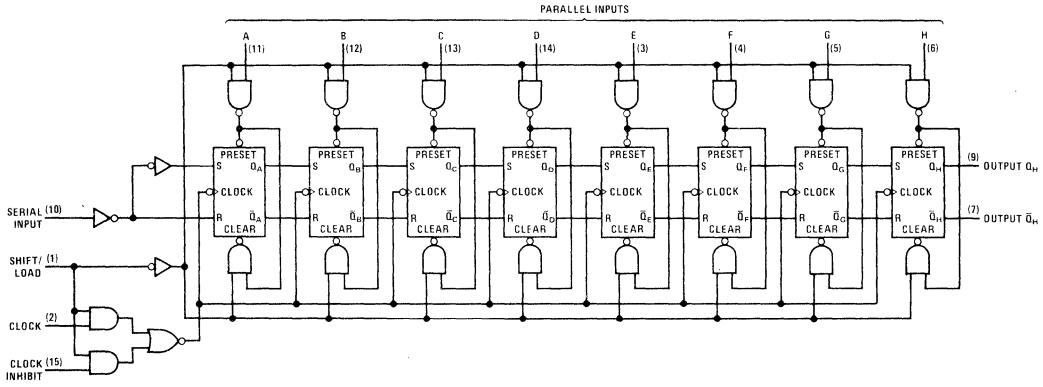 PARALLEL INPUTS
A B C D E F G H
(11) (12) (13) (14) (3) (4) (5) (6)
PRESET PRESET PRESET PRESET PRESET PRESET PRESET PRESET
S QA S QB S QC S QD S QE S QF S QG S QH (9) OUTPUT QH
CLOCK CLOCK CLOCK CLOCK CLOCK CLOCK CLOCK CLOCK
SERIAL (10)
INPUT
R Q̅A R Q̅B R Q̅C R Q̅D R Q̅E R Q̅F R Q̅G R Q̅H (7) OUTPUT Q̅H
CLEAR CLEAR CLEAR CLEAR CLEAR CLEAR CLEAR CLEAR
SHIFT/ (1)
LOAD
CLOCK (2)
CLOCK (15)
INHIBIT